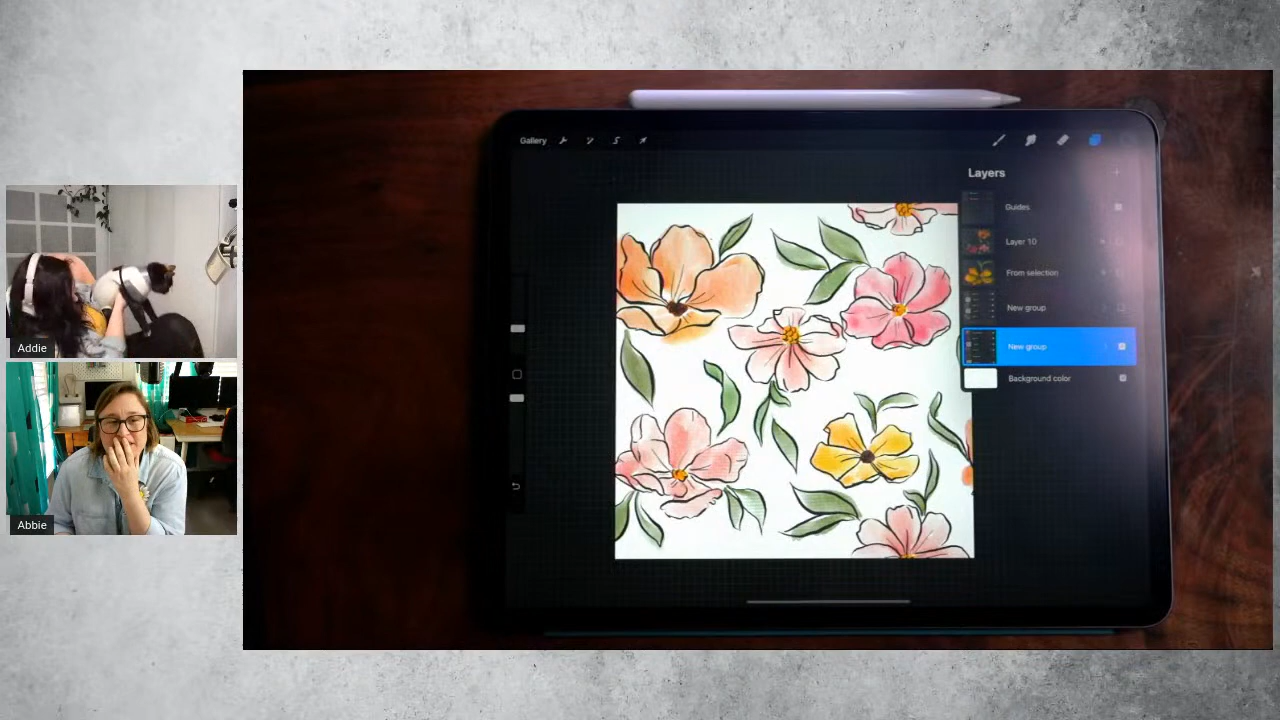 Addie
Abbie
Gallery
Layers
Guides
Layer 10
From selection
New group
New group
Background color